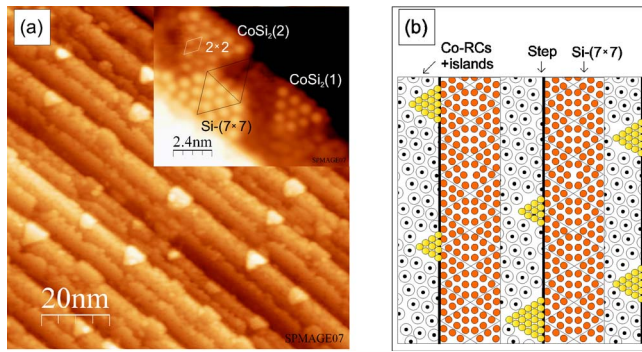 (a)
CoSi₂(2)
2×2
CoSi₂(1)
Si-(7×7)
2.4nm
SPMAGE07
20nm
SPMAGE07
(b)
Co-RCs
+islands
Step
Si-(7×7)